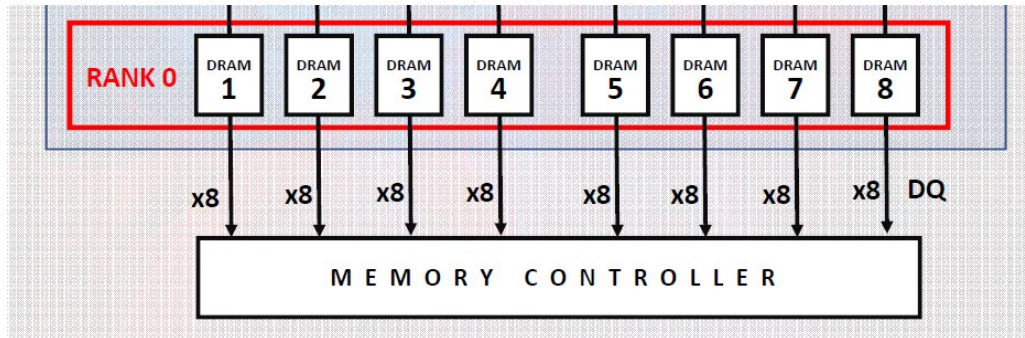 RANK 0
DRAM 1
DRAM 2
DRAM 3
DRAM 4
DRAM 5
DRAM 6
DRAM 7
DRAM 8
x8 x8 x8 x8 x8 x8 x8 x8 DQ
MEMORY CONTROLLER